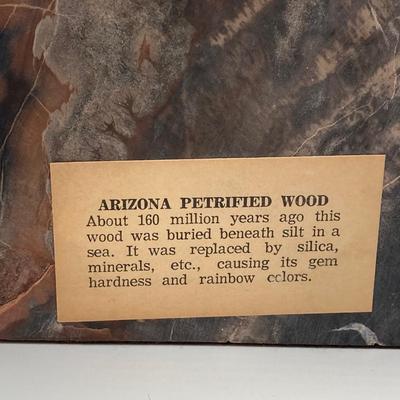 ARIZONA PETRIFIED WOOD
About 160 million years ago this
wood was buried beneath silt in a
sea. It was replaced by silica,
minerals, etc., causing its gem
hardness and rainbow cclors.